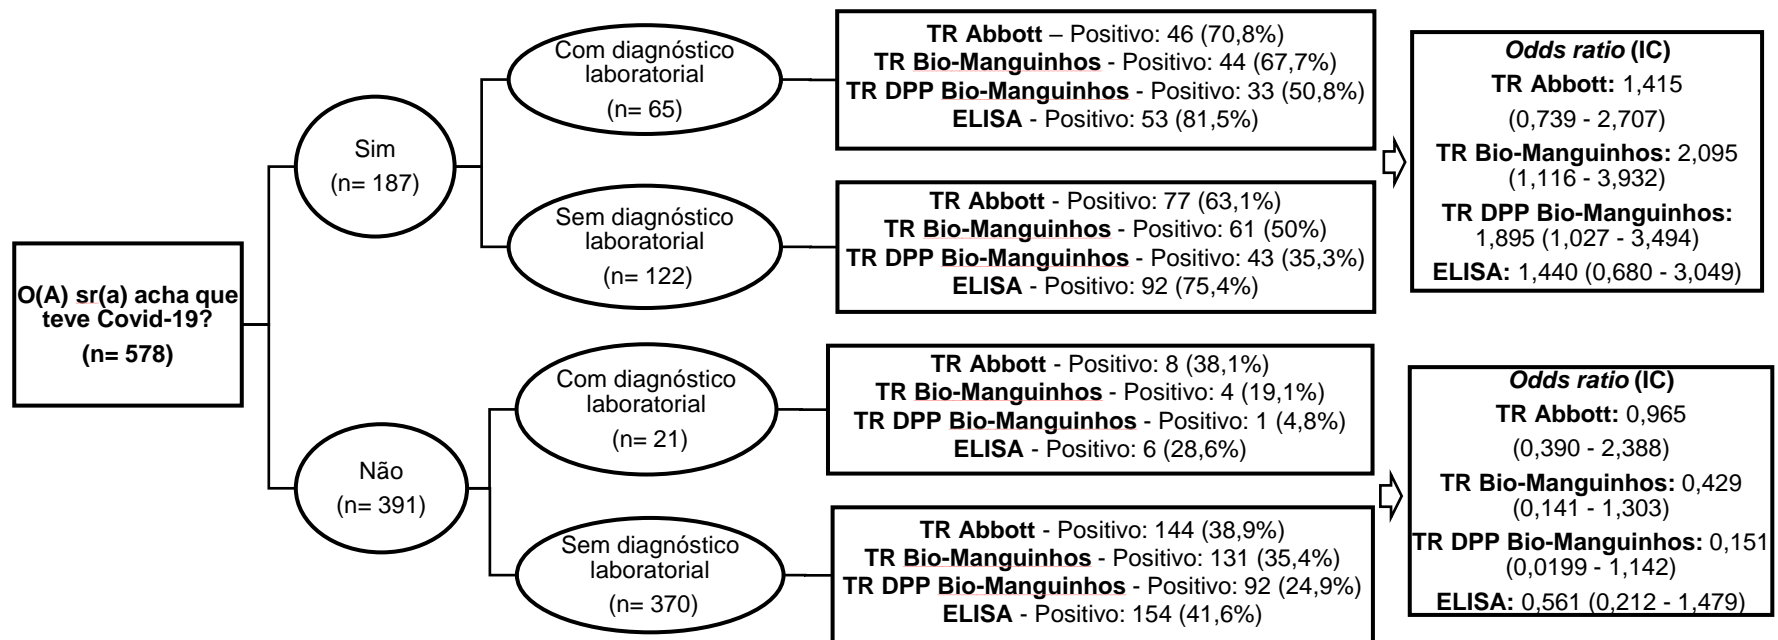 O(A) sr(a) acha que
teve Covid-19?
(n= 578)
Sim
(n= 187)
Com diagnóstico
laboratorial
(n= 65)
TR Abbott – Positivo: 46 (70,8%)
TR Bio-Manguinhos - Positivo: 44 (67,7%)
TR DPP Bio-Manguinhos - Positivo: 33 (50,8%)
ELISA - Positivo: 53 (81,5%)
Sem diagnóstico
laboratorial
(n= 122)
TR Abbott - Positivo: 77 (63,1%)
TR Bio-Manguinhos - Positivo: 61 (50%)
TR DPP Bio-Manguinhos - Positivo: 43 (35,3%)
ELISA - Positivo: 92 (75,4%)
Odds ratio (IC)
TR Abbott: 1,415
(0,739 - 2,707)
TR Bio-Manguinhos: 2,095
(1,116 - 3,932)
TR DPP Bio-Manguinhos:
1,895 (1,027 - 3,494)
ELISA: 1,440 (0,680 - 3,049)
Não
(n= 391)
Com diagnóstico
laboratorial
(n= 21)
TR Abbott - Positivo: 8 (38,1%)
TR Bio-Manguinhos - Positivo: 4 (19,1%)
TR DPP Bio-Manguinhos - Positivo: 1 (4,8%)
ELISA - Positivo: 6 (28,6%)
Sem diagnóstico
laboratorial
(n= 370)
TR Abbott - Positivo: 144 (38,9%)
TR Bio-Manguinhos - Positivo: 131 (35,4%)
TR DPP Bio-Manguinhos - Positivo: 92 (24,9%)
ELISA - Positivo: 154 (41,6%)
Odds ratio (IC)
TR Abbott: 0,965
(0,390 - 2,388)
TR Bio-Manguinhos: 0,429
(0,141 - 1,303)
TR DPP Bio-Manguinhos: 0,151
(0,0199 - 1,142)
ELISA: 0,561 (0,212 - 1,479)